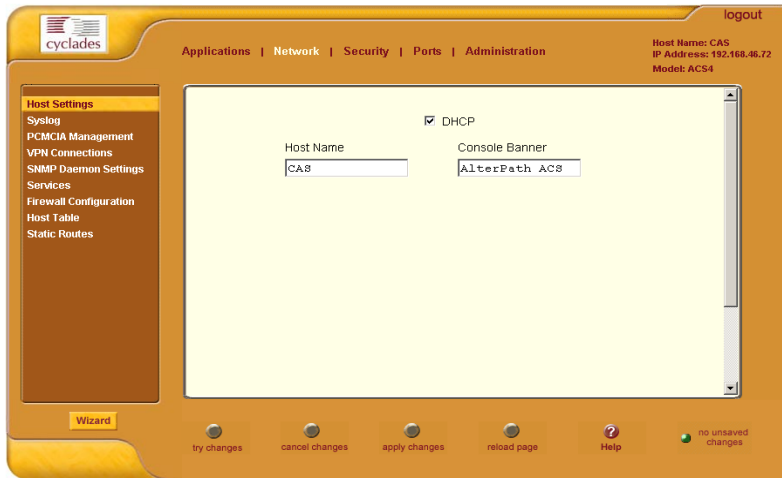 logout
cyclades
Applications | Network | Security | Ports | Administration
Host Name: CAS
IP Address: 192.168.46.72
Model: ACS4
Host Settings
Syslog
PCMCIA Management
VPN Connections
SNMP Daemon Settings
Services
Firewall Configuration
Host Table
Static Routes
DHCP
Host Name
Console Banner
CAS
AlterPath ACS
Wizard
try changes
cancel changes
apply changes
reload page
?
Help
no unsaved
changes